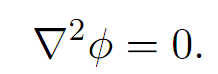 ∇²ϕ = 0.